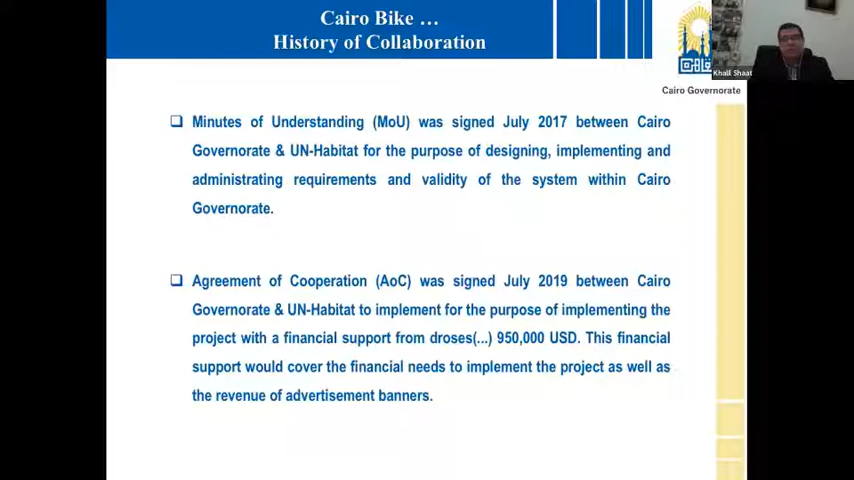 Cairo Bike …
History of Collaboration
Khalil Shaat
Cairo Governorate
❑ Minutes of Understanding (MoU) was signed July 2017 between Cairo
Governorate & UN-Habitat for the purpose of designing, implementing and
administrating requirements and validity of the system within Cairo
Governorate.
❑ Agreement of Cooperation (AoC) was signed July 2019 between Cairo
Governorate & UN-Habitat to implement for the purpose of implementing the
project with a financial support from droses(...) 950,000 USD. This financial
support would cover the financial needs to implement the project as well as
the revenue of advertisement banners.